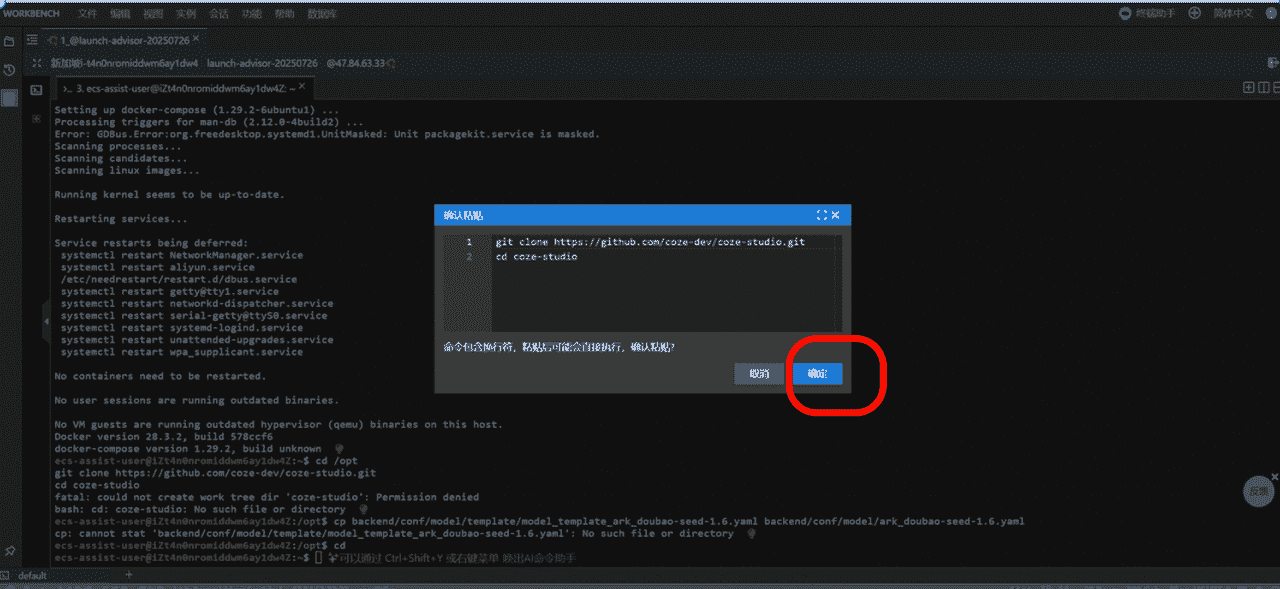 WORKBENCH 文件 编辑 视图 实例 会话 功能 帮助 数据库 终端助手 简体中文
1_@launch-advisor-20250726
新加坡i-t4n0nromiddwm6ay1dw4 launch-advisor-20250726 @47.84.63.33
3. ecs-assist-user@iZt4n0nromiddwm6ay1dw4Z: ~
Setting up docker-compose (1.29.2-6ubuntu1) ...
Processing triggers for man-db (2.12.0-4build2) ...
Error: GDBus.Error:org.freedesktop.systemd1.UnitMasked: Unit packagekit.service is masked.
Scanning processes...
Scanning candidates...
Scanning linux images...
Running kernel seems to be up-to-date.
Restarting services...
Service restarts being deferred:
systemctl restart NetworkManager.service
systemctl restart aliyun.service
/etc/needrestart/restart.d/dbus.service
systemctl restart getty@tty1.service
systemctl restart networkd-dispatcher.service
systemctl restart serial-getty@ttyS0.service
systemctl restart systemd-logind.service
systemctl restart unattended-upgrades.service
systemctl restart wpa_supplicant.service
No containers need to be restarted.
No user sessions are running outdated binaries.
No VM guests are running outdated hypervisor (qemu) binaries on this host.
Docker version 28.3.2, build 578ccf6
docker-compose version 1.29.2, build unknown
ecs-assist-user@iZt4n0nromiddwm6ay1dw4Z:~$ cd /opt
git clone https://github.com/coze-dev/coze-studio.git
cd coze-studio
fatal: could not create work tree dir 'coze-studio': Permission denied
bash: cd: coze-studio: No such file or directory
ecs-assist-user@iZt4n0nromiddwm6ay1dw4Z:/opt$ cp backend/conf/model/template/model_template_ark_doubao-seed-1.6.yaml backend/conf/model/ark_doubao-seed-1.6.yaml
cp: cannot stat 'backend/conf/model/template/model_template_ark_doubao-seed-1.6.yaml': No such file or directory
ecs-assist-user@iZt4n0nromiddwm6ay1dw4Z:/opt$ cd
ecs-assist-user@iZt4n0nromiddwm6ay1dw4Z:~$ 可以通过 Ctrl+Shift+Y 或右键菜单 唤出AI命令助手
确认粘贴
1 git clone https://github.com/coze-dev/coze-studio.git
2 cd coze-studio
命令包含换行符，粘贴后可能会直接执行，确认粘贴?
取消 确定
反馈
default